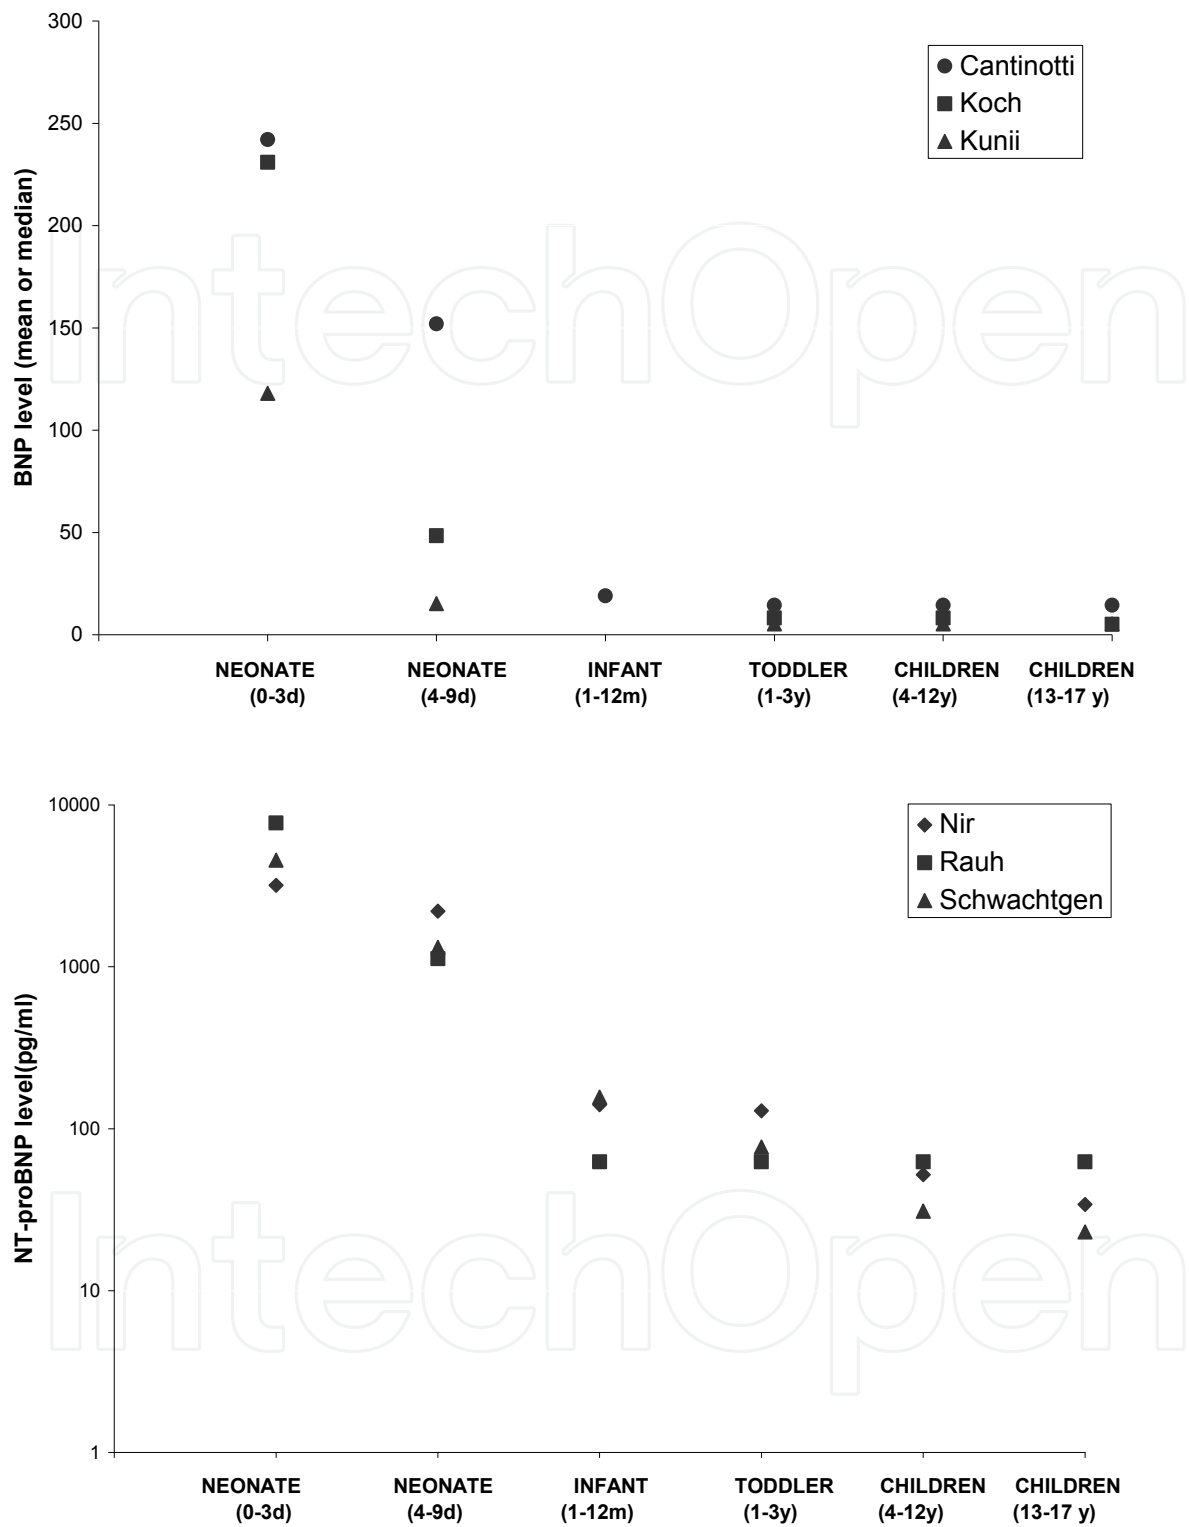 300
250
200
150
100
50
0
BNP level (mean or median)
Cantinotti
Koch
Kunii
IntechOpen
NEONATE NEONATE INFANT TODDLER CHILDREN CHILDREN
(0-3d) (4-9d) (1-12m) (1-3y) (4-12y) (13-17 y)
10000
1000
100
10
1
NT-proBNP level(pg/ml)
Nir
Rauh
Schwachtgen
IntechOpen
NEONATE NEONATE INFANT TODDLER CHILDREN CHILDREN
(0-3d) (4-9d) (1-12m) (1-3y) (4-12y) (13-17 y)